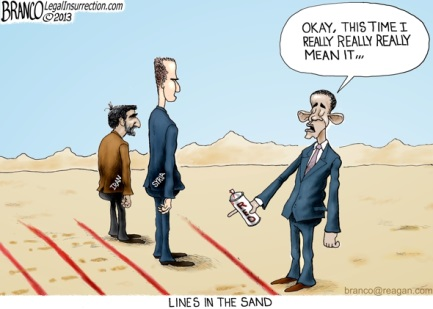 BRANCO LegalInsurrection.com
©2013
OKAY, THIS TIME I
REALLY REALLY REALLY
MEAN IT...
IRAN
SYRIA
RED
branco@reagan.com
LINES IN THE SAND